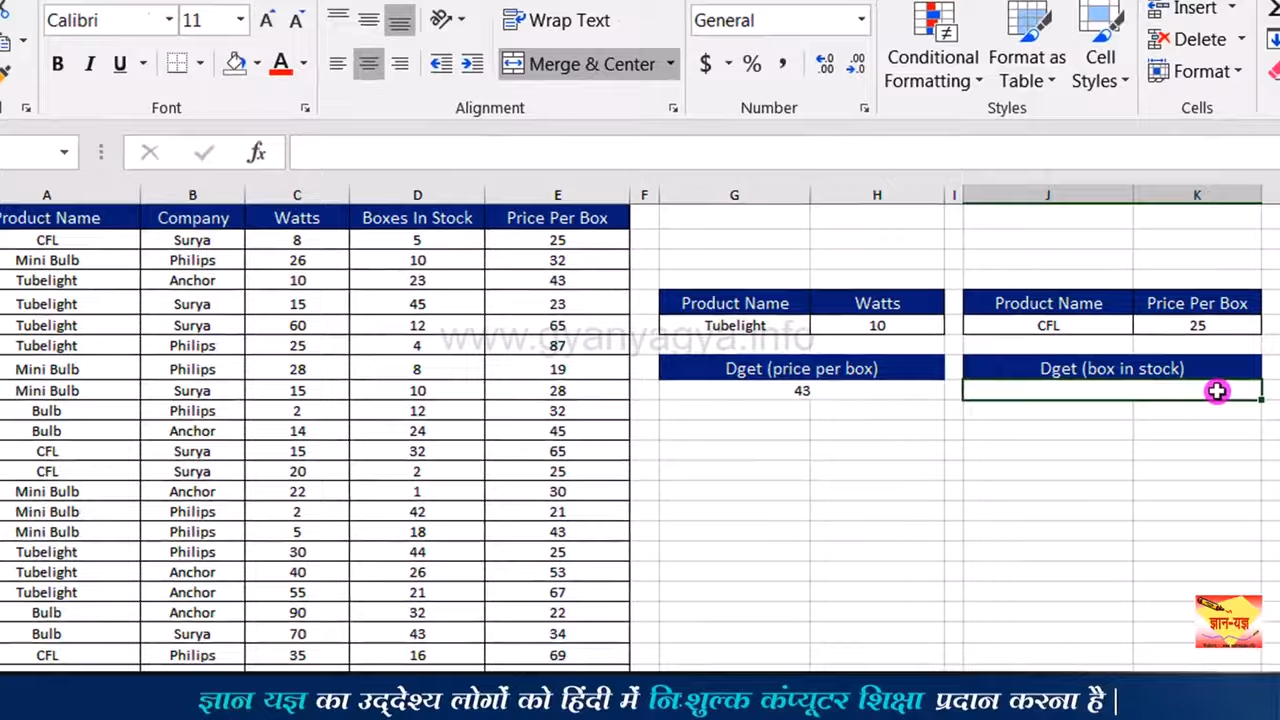 Calibri 11 A A Wrap Text General Insert
B I U A Merge & Center $ % , Conditional Formatting Format as Table Cell Styles Delete Format
Font Alignment Number Styles Cells
fx
A B C D E F G H I J K
Product Name Company Watts Boxes In Stock Price Per Box
CFL Surya 8 5 25
Mini Bulb Philips 26 10 32
Tubelight Anchor 10 23 43
Tubelight Surya 15 45 23 Product Name Watts Product Name Price Per Box
Tubelight Surya 60 12 65 Tubelight 10 CFL 25
www.gyanyagya.info
Tubelight Philips 25 4 87
Mini Bulb Philips 28 8 19 Dget (price per box) Dget (box in stock)
Mini Bulb Surya 15 10 28 43
Bulb Philips 2 12 32
Bulb Anchor 14 24 45
CFL Surya 15 32 65
CFL Surya 20 2 25
Mini Bulb Anchor 22 1 30
Mini Bulb Philips 2 42 21
Mini Bulb Philips 5 18 43
Tubelight Philips 30 44 25
Tubelight Anchor 40 26 53
Tubelight Anchor 55 21 67
Bulb Anchor 90 32 22
Bulb Surya 70 43 34
CFL Philips 35 16 69
ज्ञान-यज्ञ
ज्ञान यज्ञ का उद्देश्य लोगों को हिंदी में निःशुल्क कंप्यूटर शिक्षा प्रदान करना है |